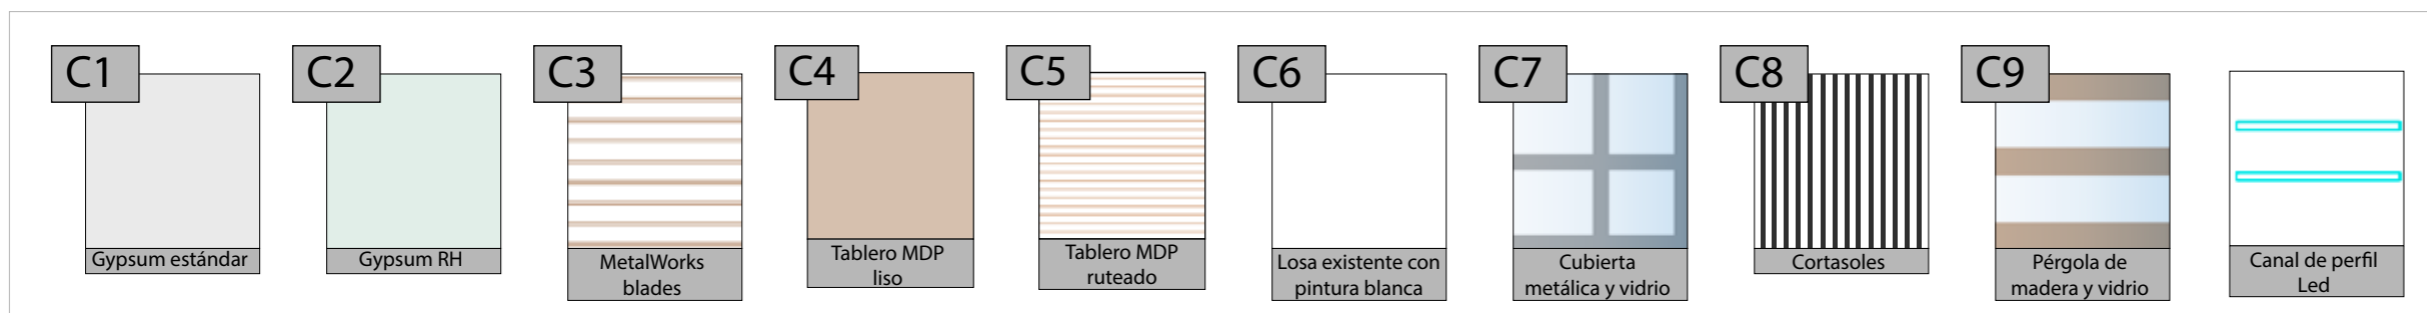 C1
Gypsum estándar
C2
Gypsum RH
C3
MetalWorks
blades
C4
Tablero MDP
liso
C5
Tablero MDP
ruteado
C6
Losa existente con
pintura blanca
C7
Cubierta
metálica y vidrio
C8
Cortasoles
C9
Pérgola de
madera y vidrio
Canal de perfil
Led